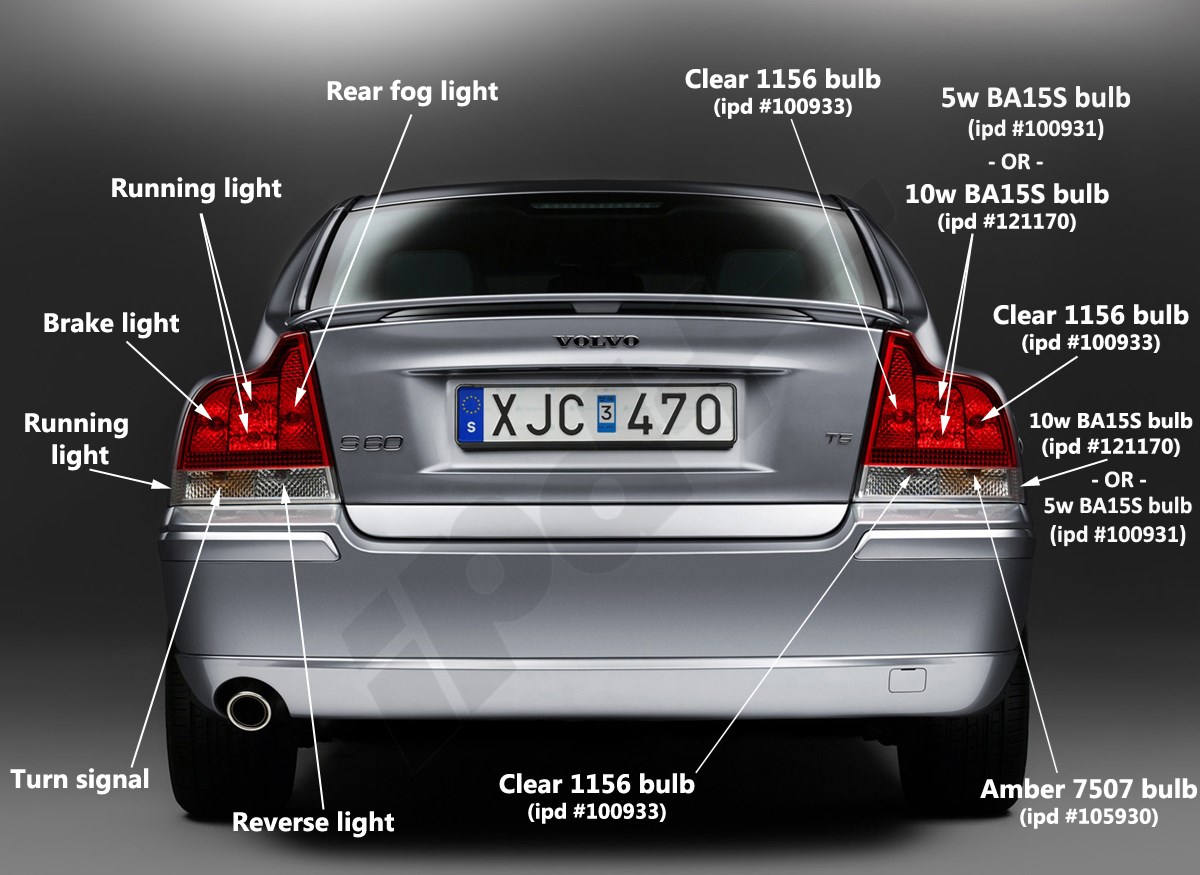 Rear fog light
Clear 1156 bulb
(ipd #100933)
5w BA15S bulb
(ipd #100931)
- OR -
10w BA15S bulb
(ipd #121170)
Running light
Brake light
Clear 1156 bulb
(ipd #100933)
VOLVO
S XJC 3 470
S60
T5
Running
light
10w BA15S bulb
(ipd #121170)
- OR -
5w BA15S bulb
(ipd #100931)
ipd
Turn signal
Reverse light
Clear 1156 bulb
(ipd #100933)
Amber 7507 bulb
(ipd #105930)